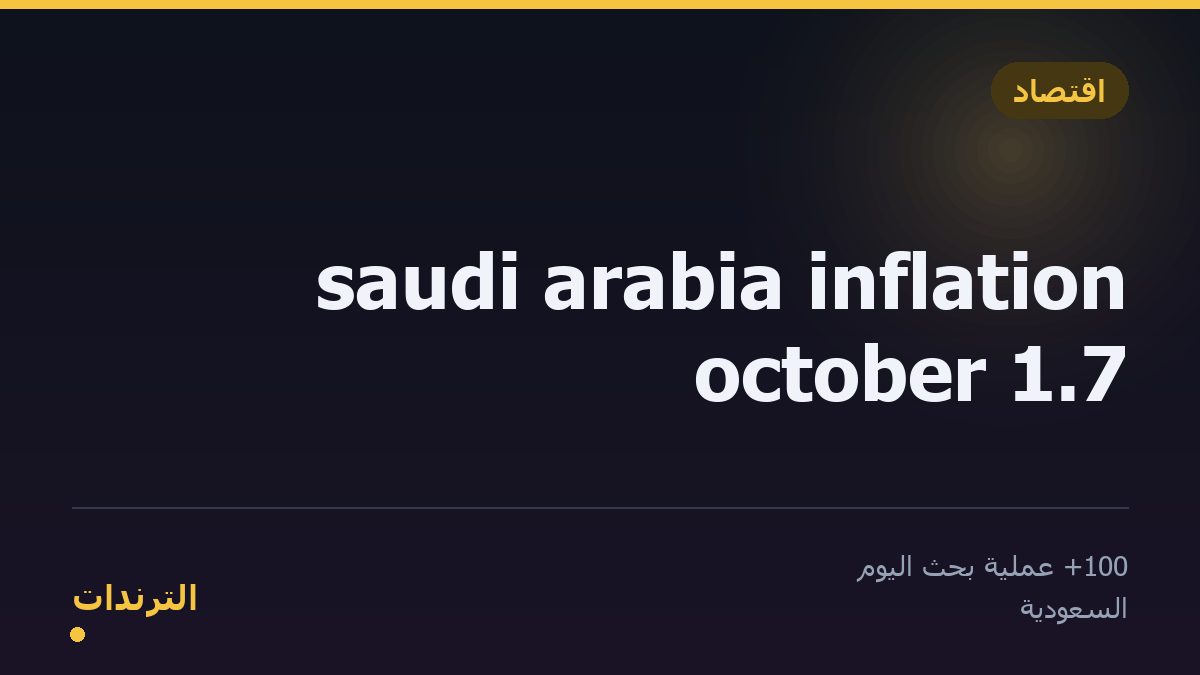 اقتصاد
saudi arabia inflation
october 1.7
+100 عملية بحث اليوم
السعودية
الترندات